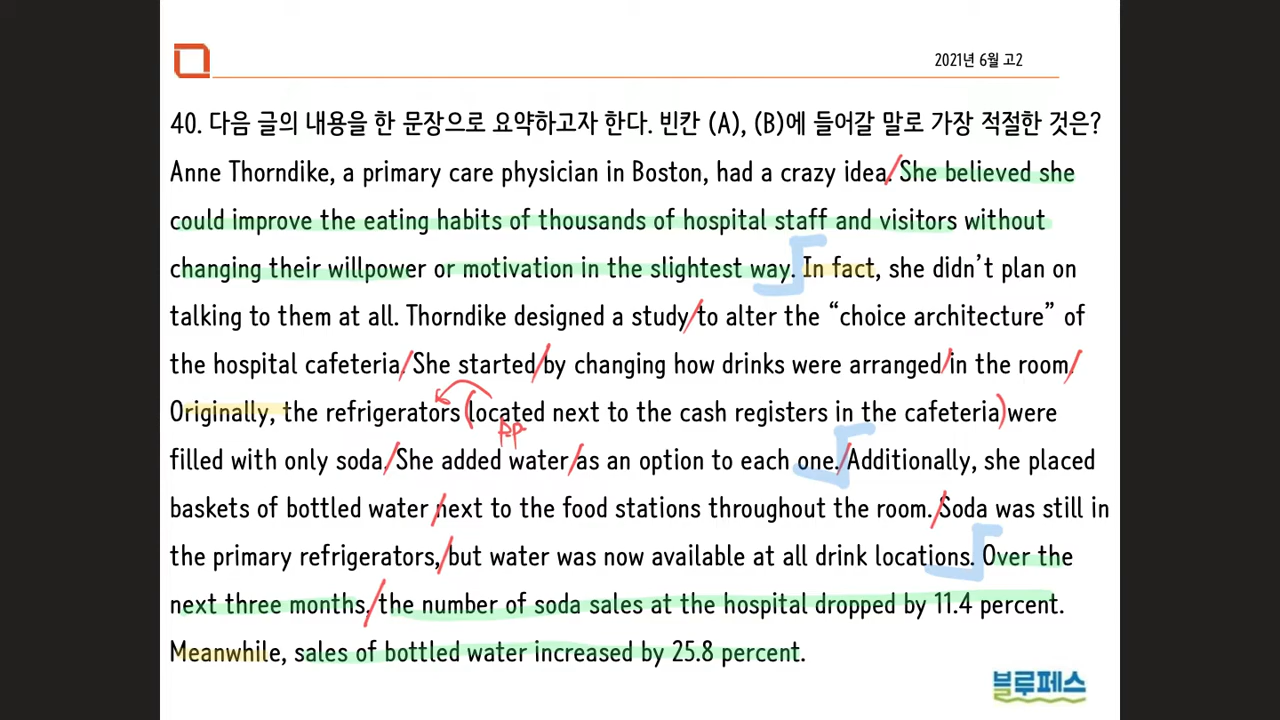 2021년 6월 고2
40. 다음 글의 내용을 한 문장으로 요약하고자 한다. 빈칸 (A), (B)에 들어갈 말로 가장 적절한 것은?
Anne Thorndike, a primary care physician in Boston, had a crazy idea. She believed she
could improve the eating habits of thousands of hospital staff and visitors without
changing their willpower or motivation in the slightest way. In fact, she didn't plan on
talking to them at all. Thorndike designed a study to alter the “choice architecture” of
the hospital cafeteria. She started by changing how drinks were arranged in the room.
Originally, the refrigerators (located next to the cash registers in the cafeteria) were
PP
filled with only soda. She added water as an option to each one. Additionally, she placed
baskets of bottled water next to the food stations throughout the room. Soda was still in
the primary refrigerators, but water was now available at all drink locations. Over the
next three months, the number of soda sales at the hospital dropped by 11.4 percent.
Meanwhile, sales of bottled water increased by 25.8 percent.
블루페스